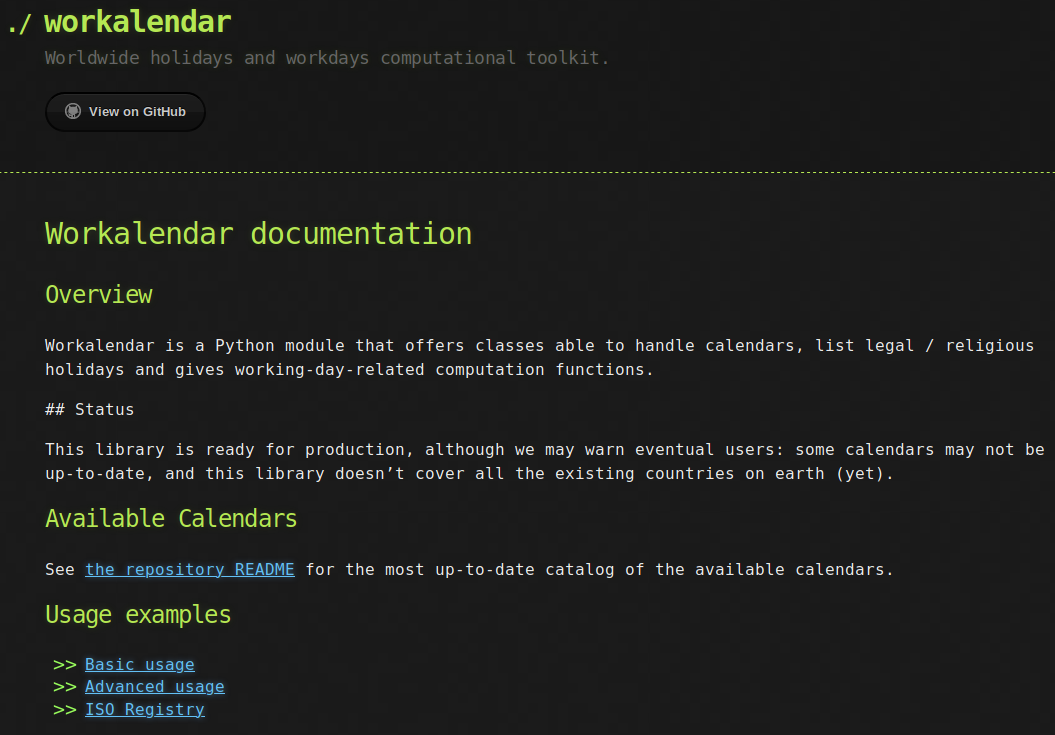 ./ workalendar
Worldwide holidays and workdays computational toolkit.
View on GitHub
Workalendar documentation
Overview
Workalendar is a Python module that offers classes able to handle calendars, list legal / religious
holidays and gives working-day-related computation functions.
## Status
This library is ready for production, although we may warn eventual users: some calendars may not be
up-to-date, and this library doesn’t cover all the existing countries on earth (yet).
Available Calendars
See the repository README for the most up-to-date catalog of the available calendars.
Usage examples
>> Basic usage
>> Advanced usage
>> ISO Registry